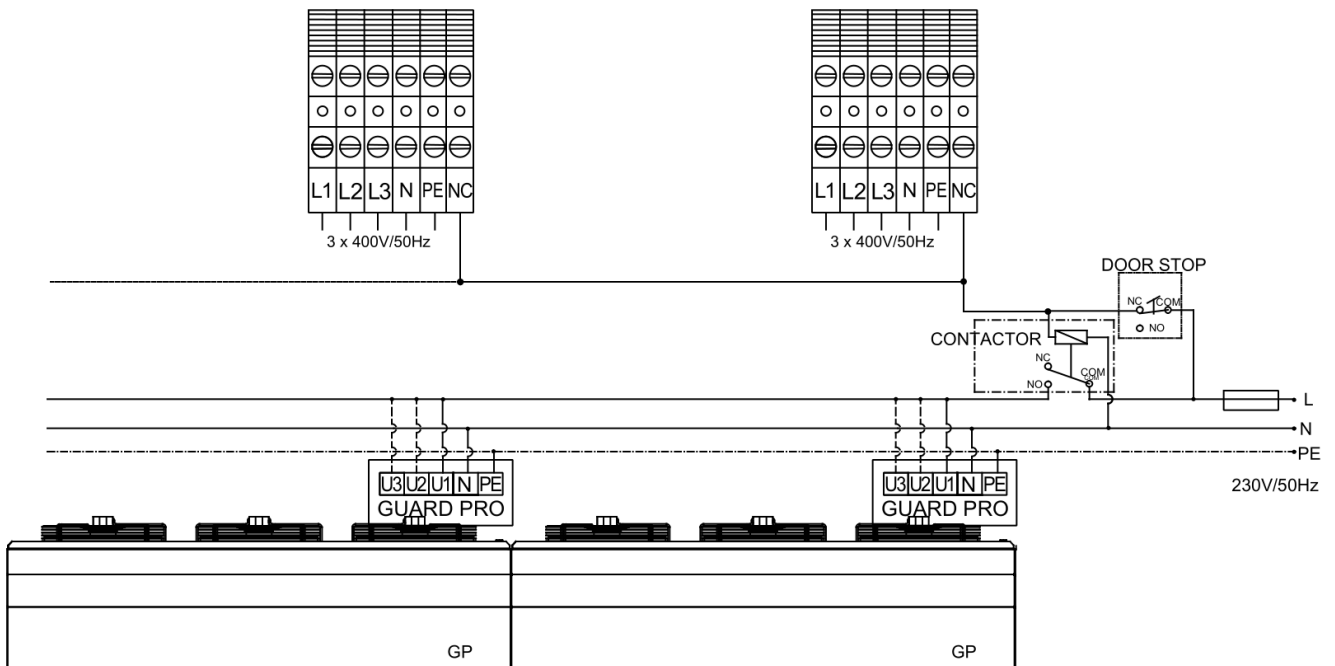 L1 L2 L3 N PE NC
3 x 400V/50Hz
L1 L2 L3 N PE NC
3 x 400V/50Hz
DOOR STOP
NC COM
NO
CONTACTOR
NC
COM
COM
NO
L
N
PE
230V/50Hz
U3 U2 U1 N PE
GUARD PRO
U3 U2 U1 N PE
GUARD PRO
GP
GP